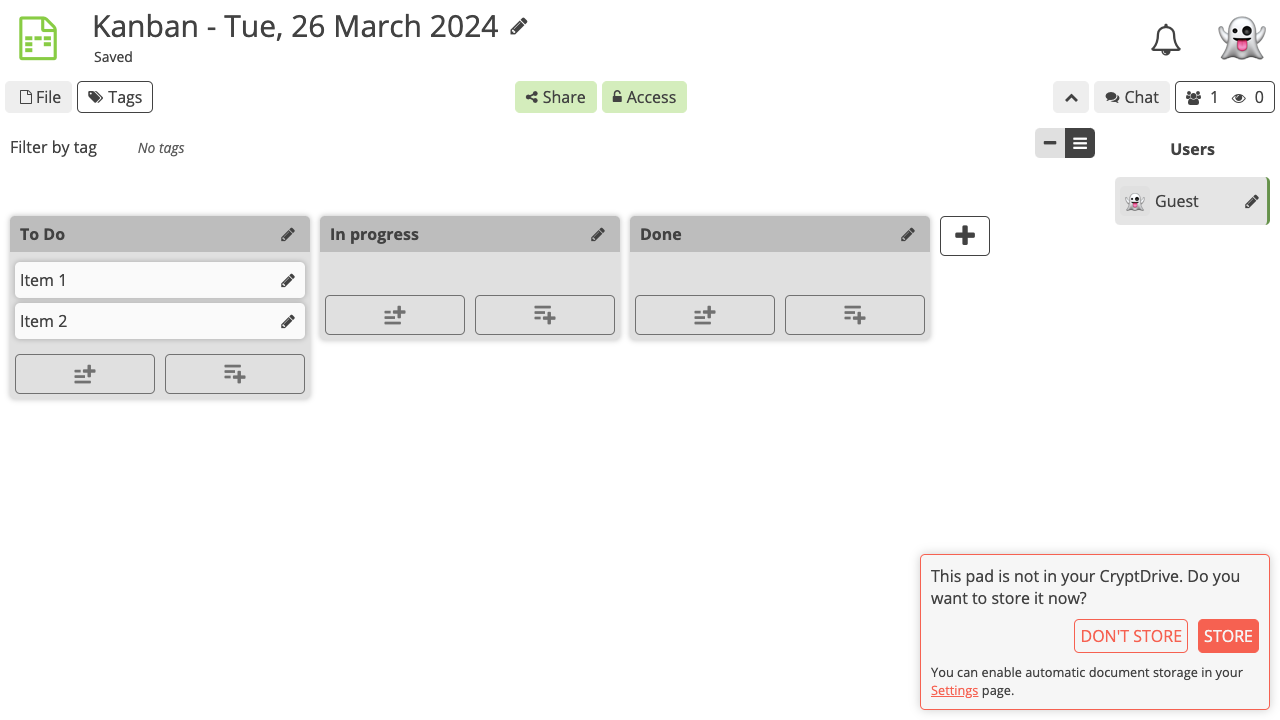 Kanban - Tue, 26 March 2024
Saved
File
Tags
Share
Access
Chat
1
0
Filter by tag
No tags
Users
Guest
To Do
In progress
Done
Item 1
Item 2
This pad is not in your CryptDrive. Do you
want to store it now?
DON'T STORE
STORE
You can enable automatic document storage in your
Settings page.